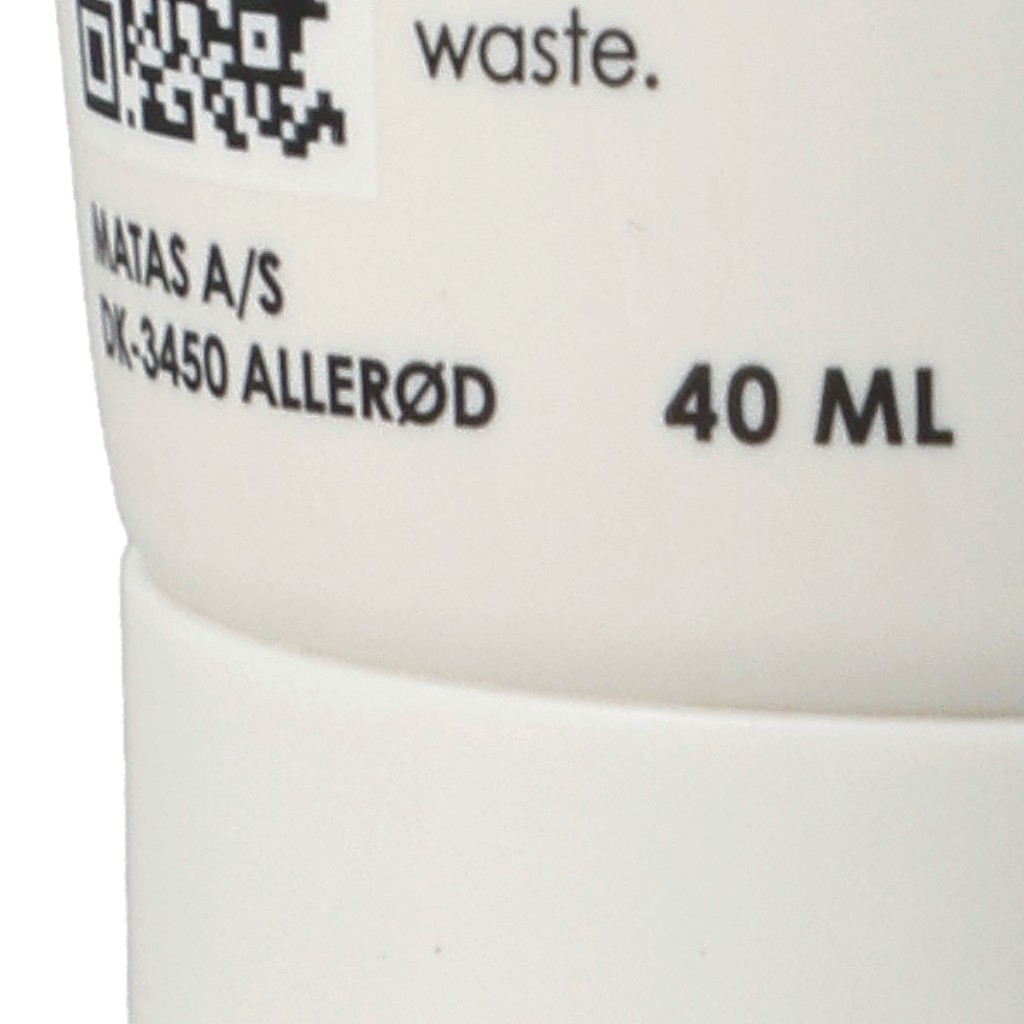 waste.
MATAS A/S
DK-3450 ALLERØD
40 ML